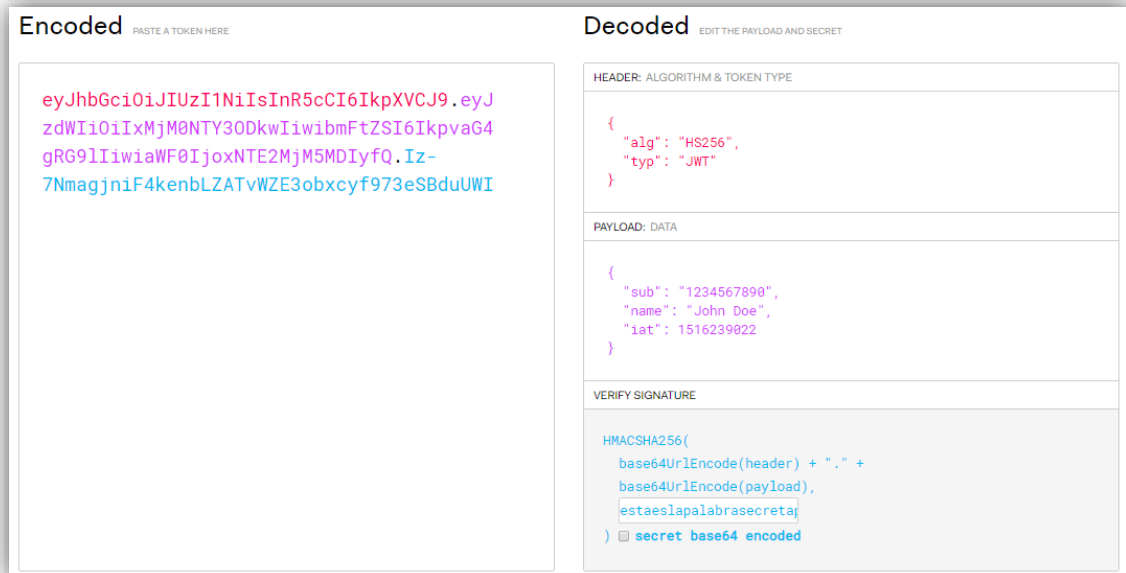 Encoded PASTE A TOKEN HERE
eyJhbGciOiJIUzI1NiIsInR5cCI6IkpXVCJ9.eyJ
zdWIiOiIxMjM0NTY3ODkwIiwibmFtZSI6IkpvaG4
gRG9lIiwiaWF0IjoxNTE2MjM5MDIyfQ.Iz-
7NmagjniF4kenbLZATvWZE3obxcyf973eSBduUWI
Decoded EDIT THE PAYLOAD AND SECRET
HEADER: ALGORITHM & TOKEN TYPE
{
"alg": "HS256",
"typ": "JWT"
}
PAYLOAD: DATA
{
"sub": "1234567890",
"name": "John Doe",
"iat": 1516239022
}
VERIFY SIGNATURE
HMACSHA256(
base64UrlEncode(header) + "." +
base64UrlEncode(payload),
estaeslapalabrasecretap
) secret base64 encoded